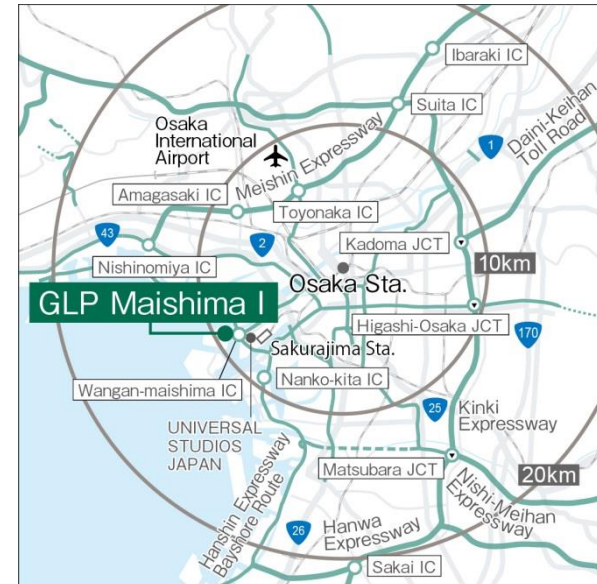 Ibaraki IC
Suita IC
Osaka
International
Airport
Meishin Expressway
1
Daini-Keihan
Toll Road
Amagasaki IC
Toyonaka IC
43
2
Kadoma JCT
Nishinomiya IC
10km
Osaka Sta.
GLP Maishima I
Higashi-Osaka JCT
170
Sakurajima Sta.
Wangan-maishima IC
Nanko-kita IC
UNIVERSAL
STUDIOS
JAPAN
25
Kinki
Expressway
Matsubara JCT
20km
Nishi-Meihan
Expressway
Hanshin Expressway
Bayshore Route
26
Hanwa
Expressway
Sakai IC